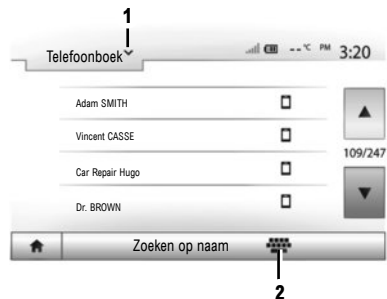 1
Telefoonboek
--°C PM 3:20
Adam SMITH
Vincent CASSE
Car Repair Hugo
Dr. BROWN
109/247
Zoeken op naam
2